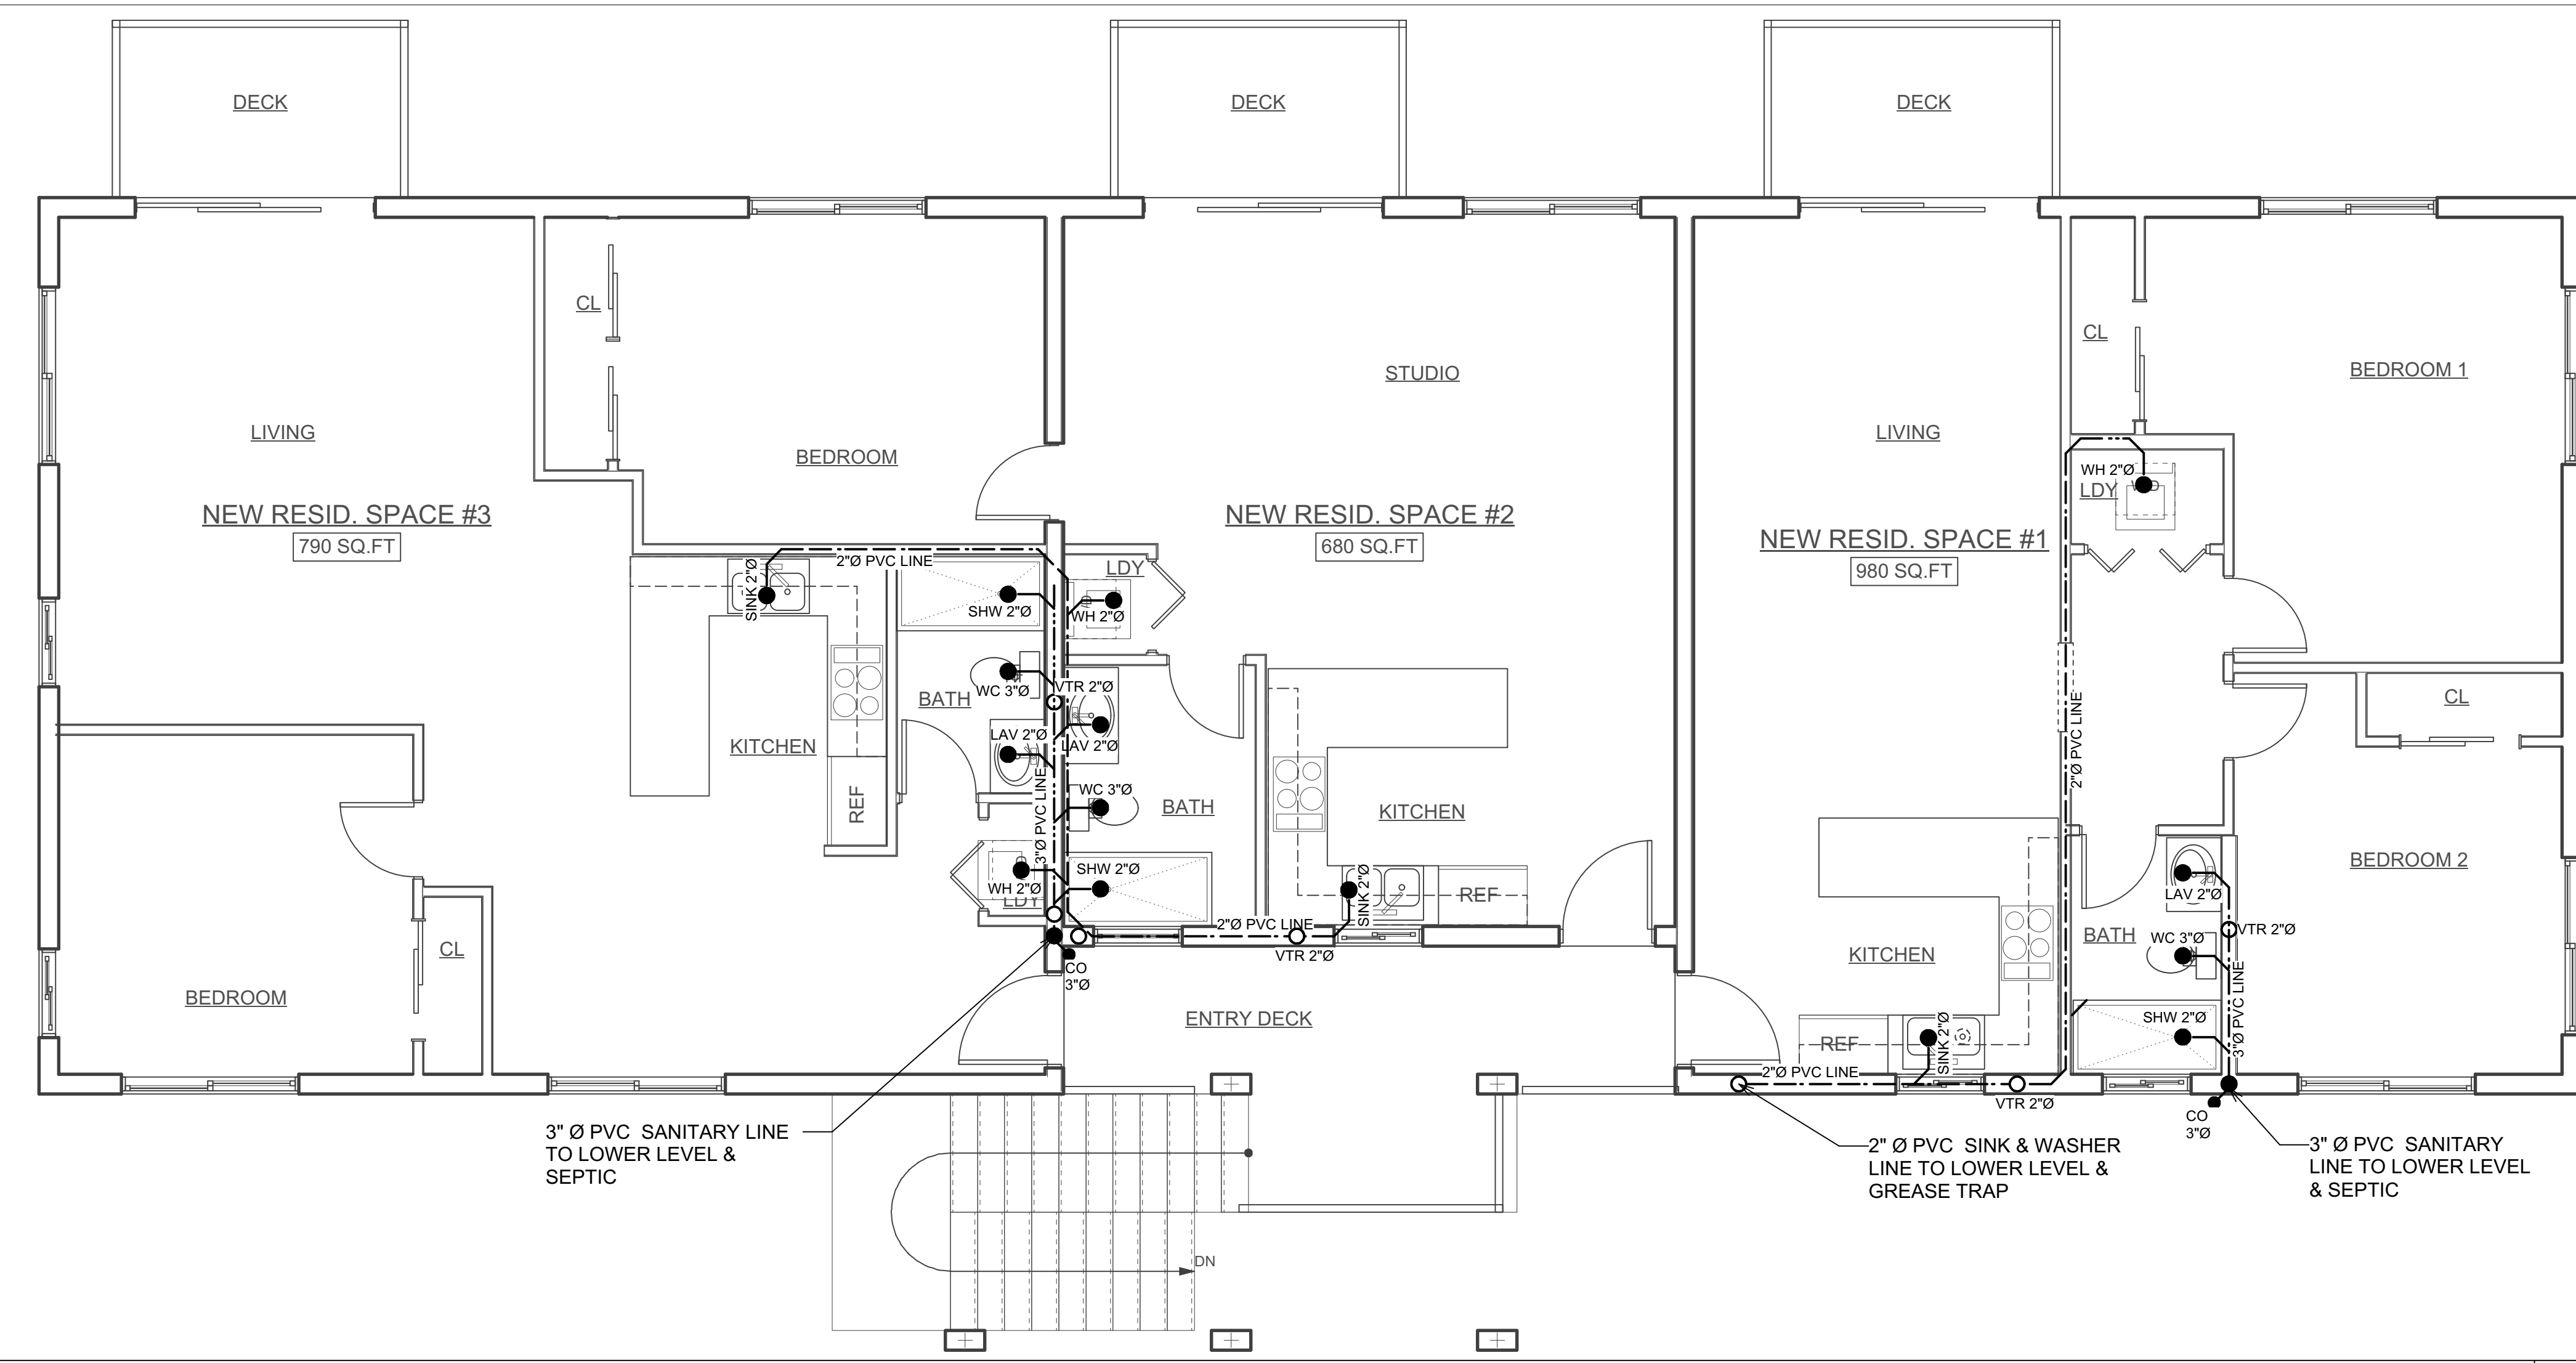 DECK
DECK
DECK
CL
CL
STUDIO
BEDROOM 1
LIVING
LIVING
BEDROOM
WH 2"Ø
LDY
NEW RESID. SPACE #3
790 SQ.FT
NEW RESID. SPACE #2
680 SQ.FT
NEW RESID. SPACE #1
980 SQ.FT
2"Ø PVC LINE
SINK 2"Ø
LDY
SHW 2"Ø
WH 2"Ø
WC 3"Ø
VTR 2"Ø
BATH
LAV 2"Ø
LAV 2"Ø
KITCHEN
REF
3"Ø PVC LINE
WC 3"Ø
BATH
KITCHEN
2"Ø PVC LINE
CL
BEDROOM 2
SHW 2"Ø
WH 2"Ø
LDY
SINK 2"Ø
REF
2"Ø PVC LINE
VTR 2"Ø
LAV 2"Ø
VTR 2"Ø
BATH
WC 3"Ø
CL
KITCHEN
CO
3"Ø
BEDROOM
ENTRY DECK
3"Ø PVC LINE
SHW 2"Ø
REF
SINK 2"Ø
2"Ø PVC LINE
VTR 2"Ø
CO
3"Ø
3" Ø PVC SANITARY LINE
TO LOWER LEVEL &
SEPTIC
2" Ø PVC SINK & WASHER
LINE TO LOWER LEVEL &
GREASE TRAP
3" Ø PVC SANITARY
LINE TO LOWER LEVEL
& SEPTIC
DN